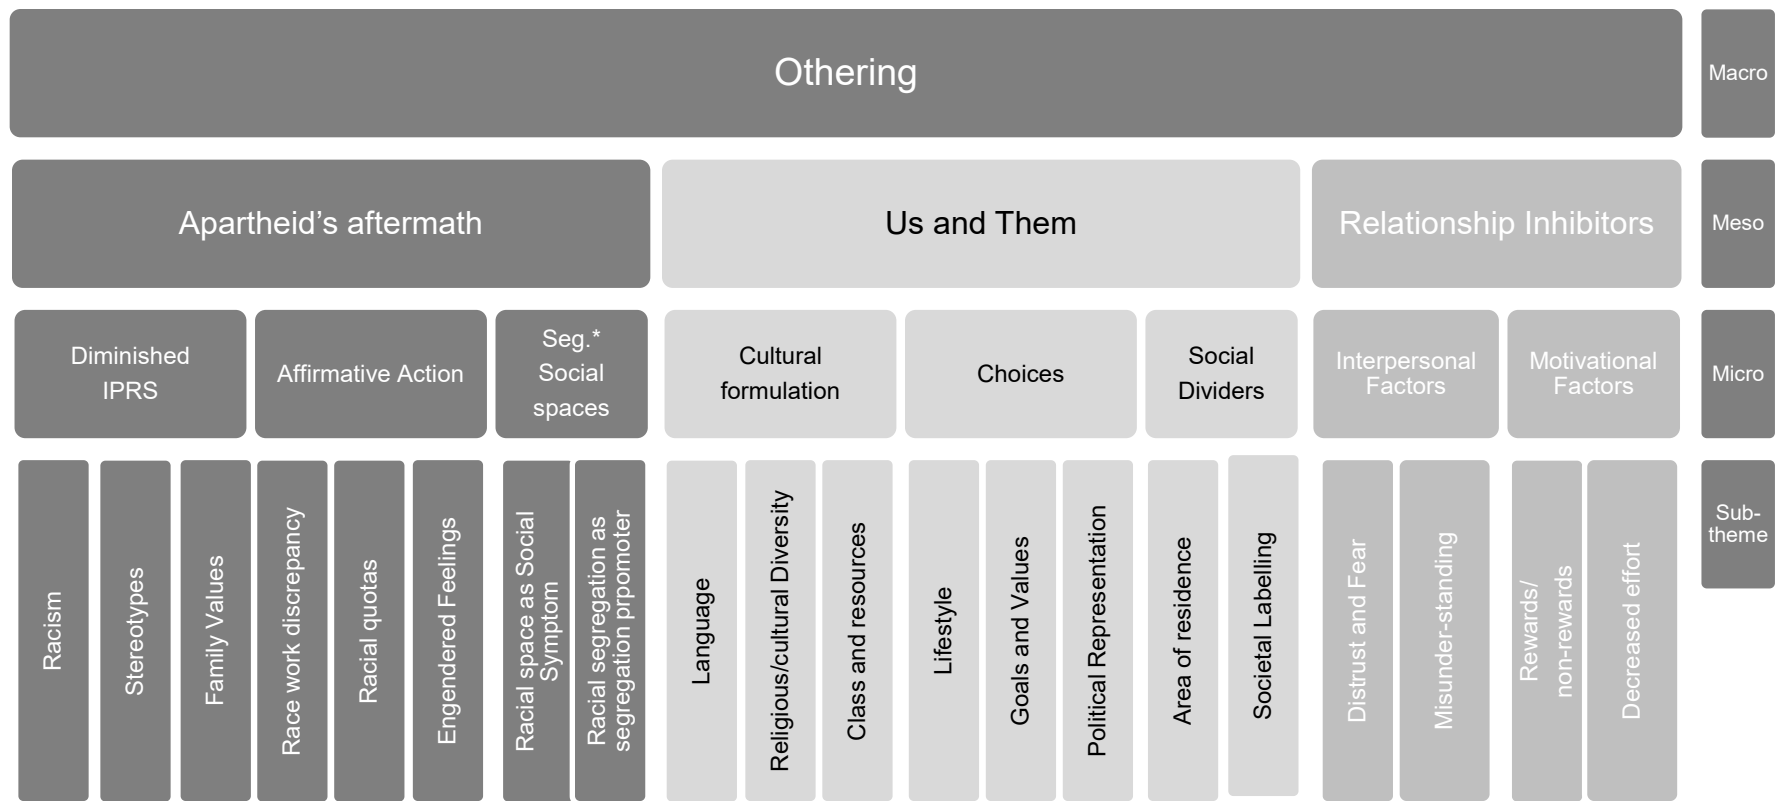 Othering
Macro
Apartheid’s aftermath
Us and Them
Relationship Inhibitors
Meso
Diminished
IPRS
Affirmative Action
Seg.*
Social
spaces
Cultural
formulation
Choices
Social
Dividers
Interpersonal
Factors
Motivational
Factors
Micro
Racism
Stereotypes
Family Values
Race work discrepancy
Racial quotas
Engendered Feelings
Racial space as Social
Symptom
Racial segregation as
segregation prpomoter
Language
Religious/cultural Diversity
Class and resources
Lifestyle
Goals and Values
Political Representation
Area of residence
Societal Labelling
Distrust and Fear
Misunder-standing
Rewards/
non-rewards
Decreased effort
Sub-
theme